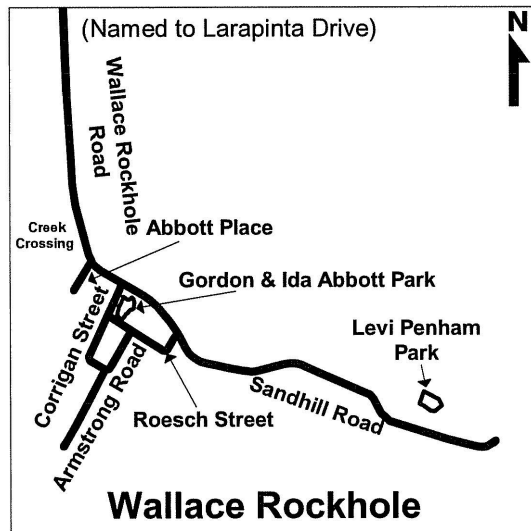 (Named to Larapinta Drive)
N
Wallace Rockhole
Road
Creek
Crossing
Abbott Place
Gordon & Ida Abbott Park
Levi Penham
Park
Corrigan Street
Armstrong Road
Roesch Street
Sandhill Road
Wallace Rockhole